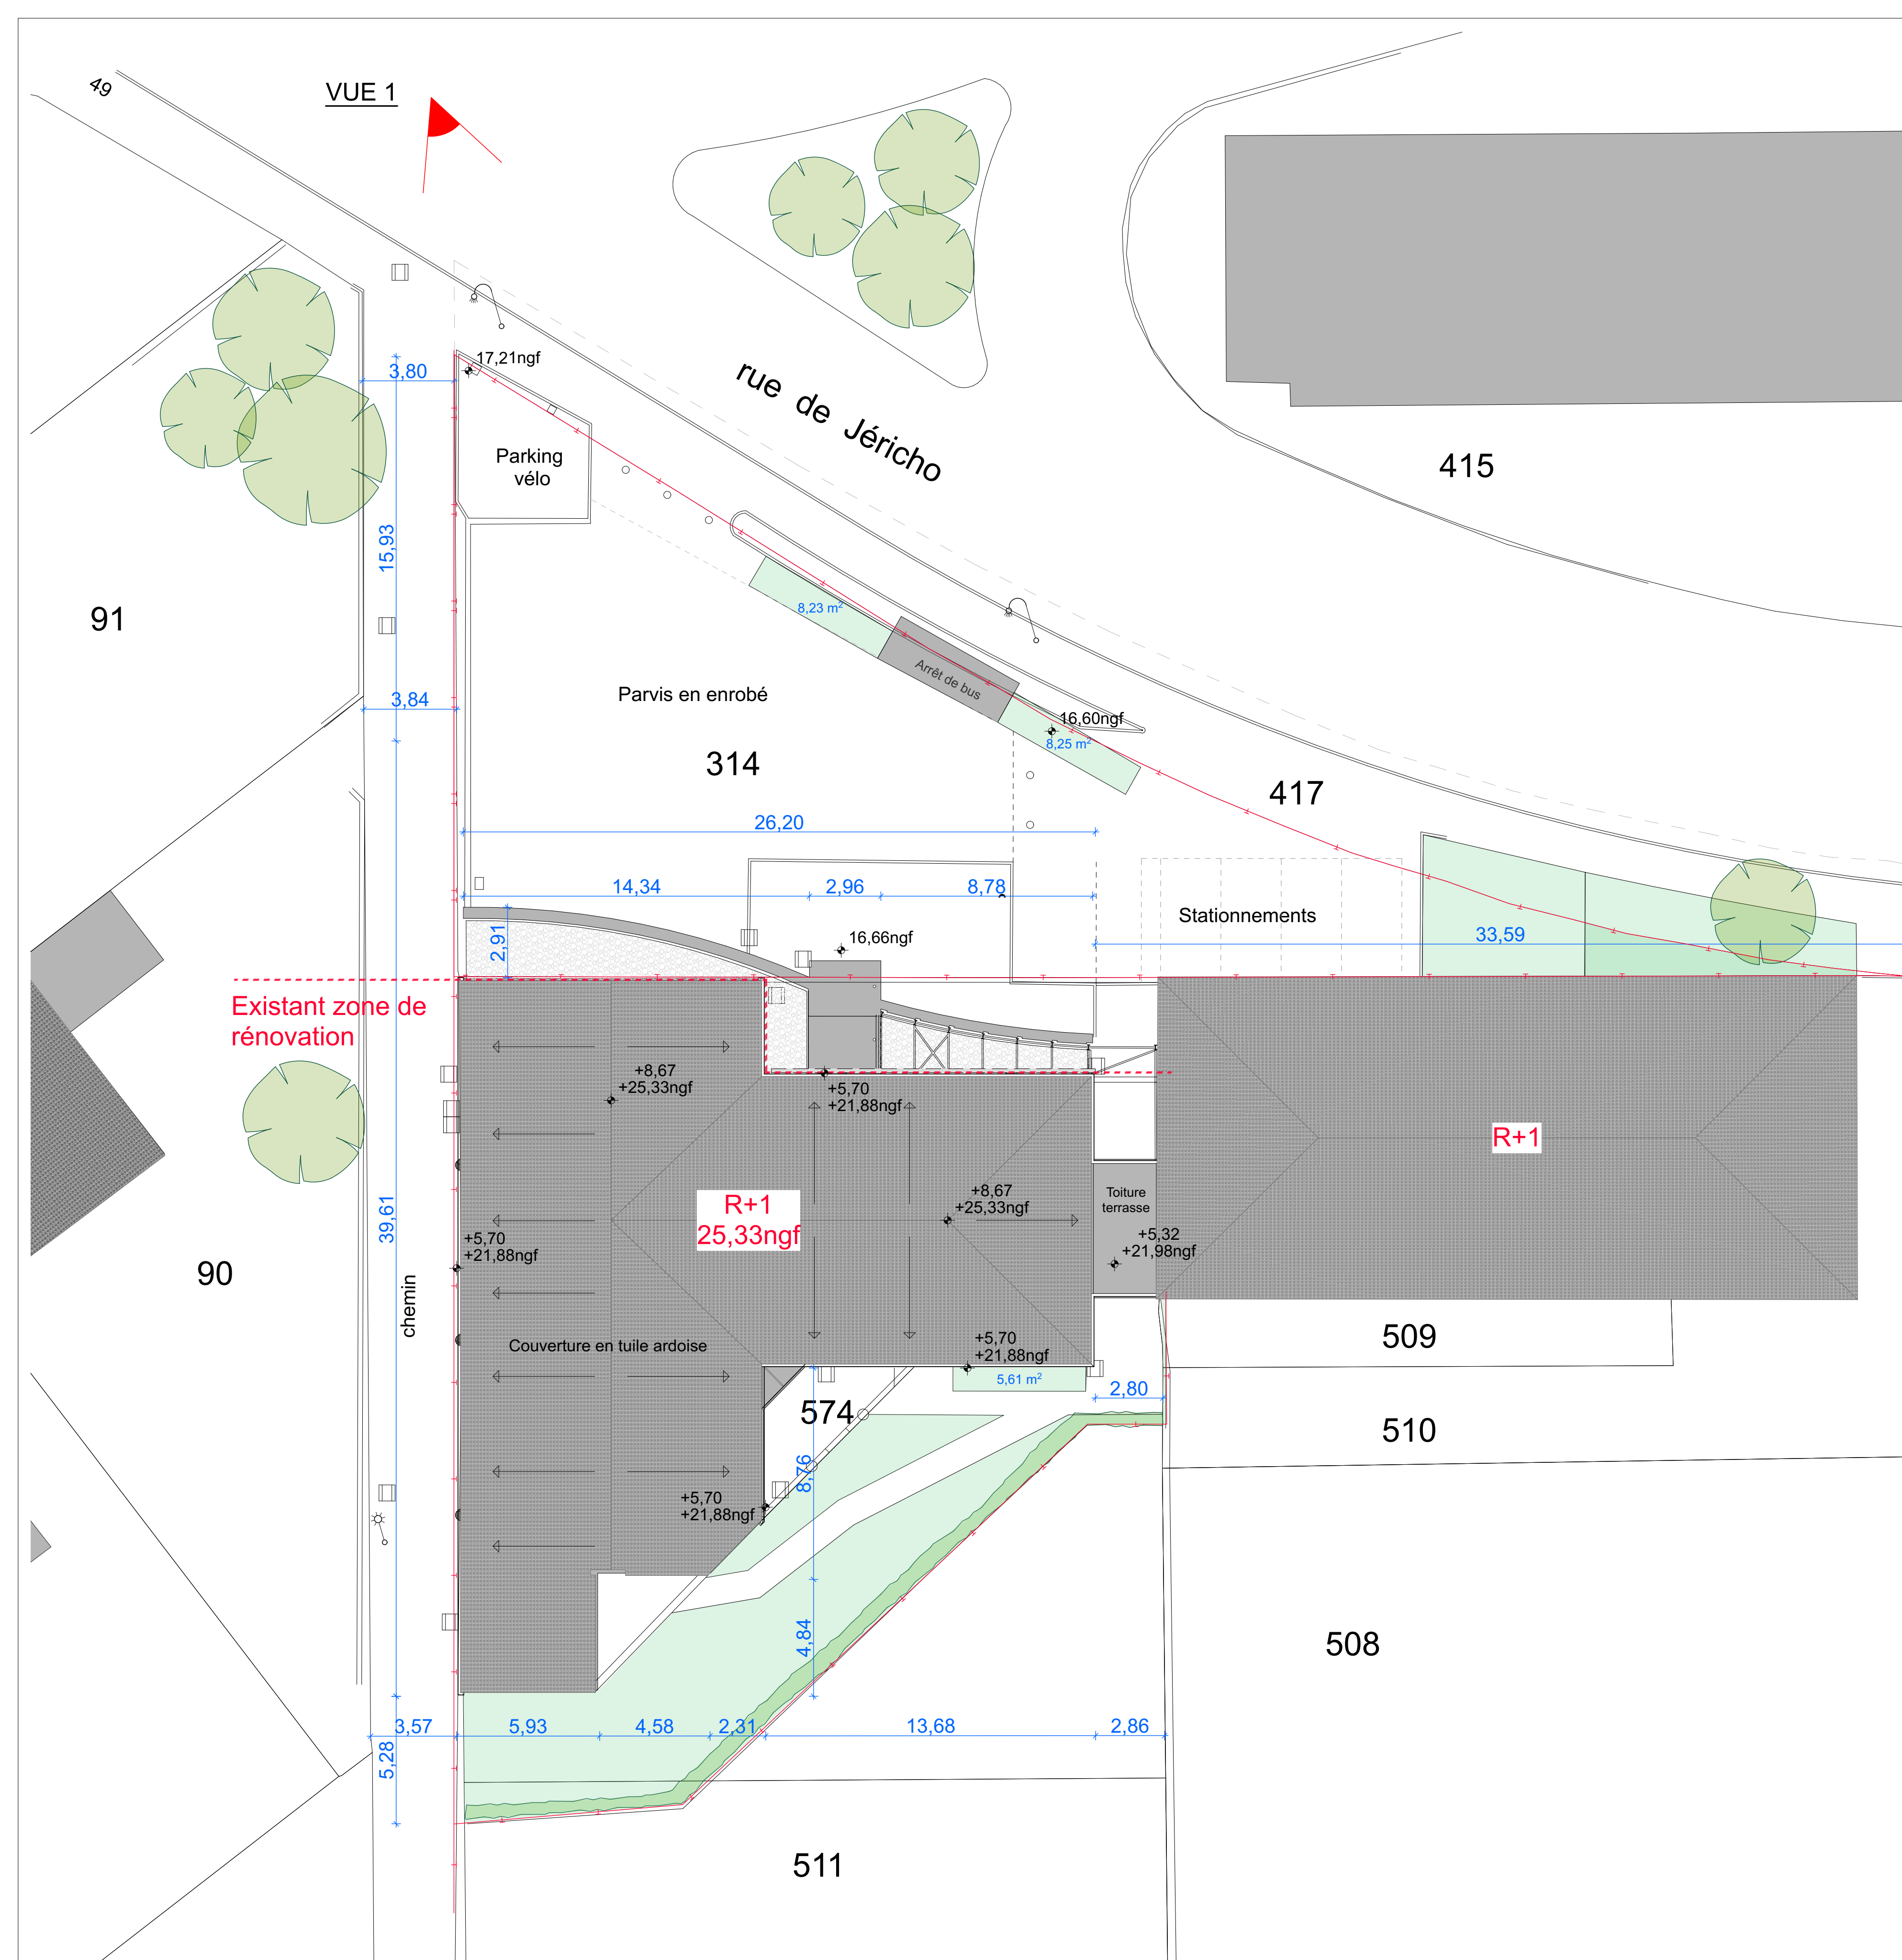 49
VUE 1
17,21ngf
3,80
rue de Jéricho
Parking
vélo
415
15,93
91
8,23 m²
Arrêt de bus
Parvis en enrobé
3,84
16,60ngf
8,25 m²
314
417
26,20
14,34
2,96
8,78
Stationnements
2,91
16,66ngf
33,59
Existant zone de
rénovation
+8,67
+25,33ngf
+5,70
+21,88ngf
R+1
R+1
25,33ngf
+8,67
+25,33ngf
Toiture
terrasse
39,61
+5,70
+21,88ngf
+5,32
+21,98ngf
90
chemin
Couverture en tuile ardoise
+5,70
+21,88ngf
509
5,61 m²
2,80
574
510
8,76
+5,70
+21,88ngf
4,84
508
3,57
5,93
4,58
2,31
13,68
2,86
5,28
511